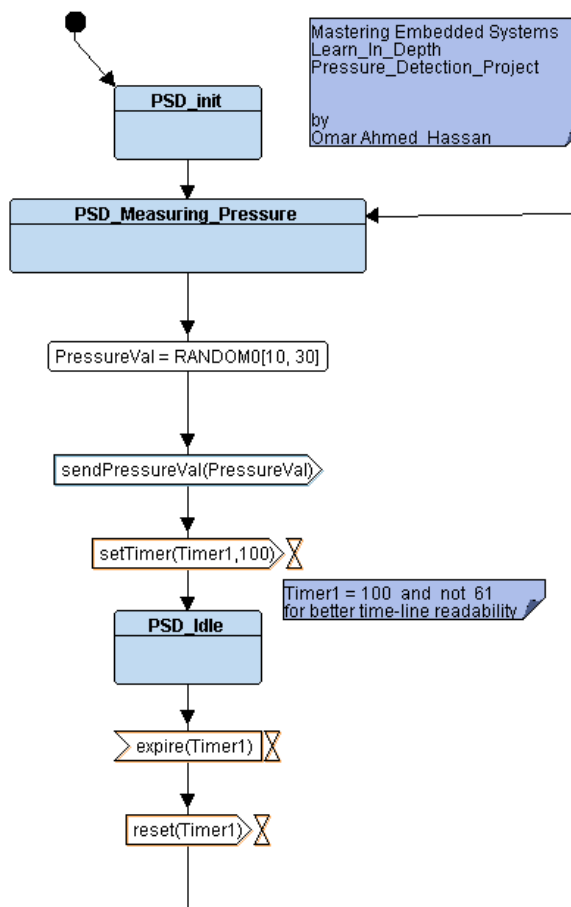 Mastering Embedded Systems
Learn_In_Depth
Pressure_Detection_Project
by
Omar Ahmed Hassan
PSD_init
PSD_Measuring_Pressure
PressureVal = RANDOM0[10, 30]
sendPressureVal(PressureVal)
setTimer(Timer1,100)
Timer1 = 100 and not 61
for better time-line readability
PSD_Idle
expire(Timer1)
reset(Timer1)